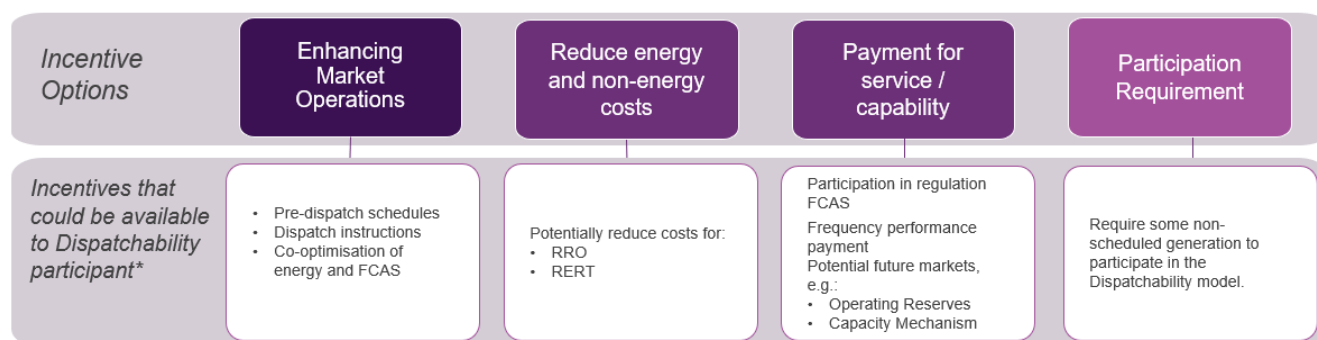 Incentive
Options
Enhancing
Market
Operations
Reduce energy
and non-energy
costs
Payment for
service /
capability
Participation
Requirement
Incentives that
could be available
to Dispatchability
participant*
• Pre-dispatch schedules
• Dispatch instructions
• Co-optimisation of
energy and FCAS
Potentially reduce costs for:
• RRO
• RERT
Participation in regulation
FCAS
Frequency performance
payment
Potential future markets,
e.g.:
• Operating Reserves
• Capacity Mechanism
Require some non-
scheduled generation to
participate in the
Dispatchability model.